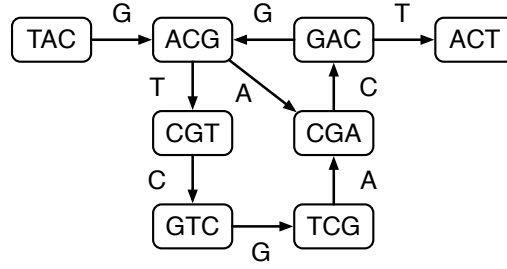 G G T
TAC ACG GAC ACT
T A C
CGT CGA
C A
GTC TCG
G